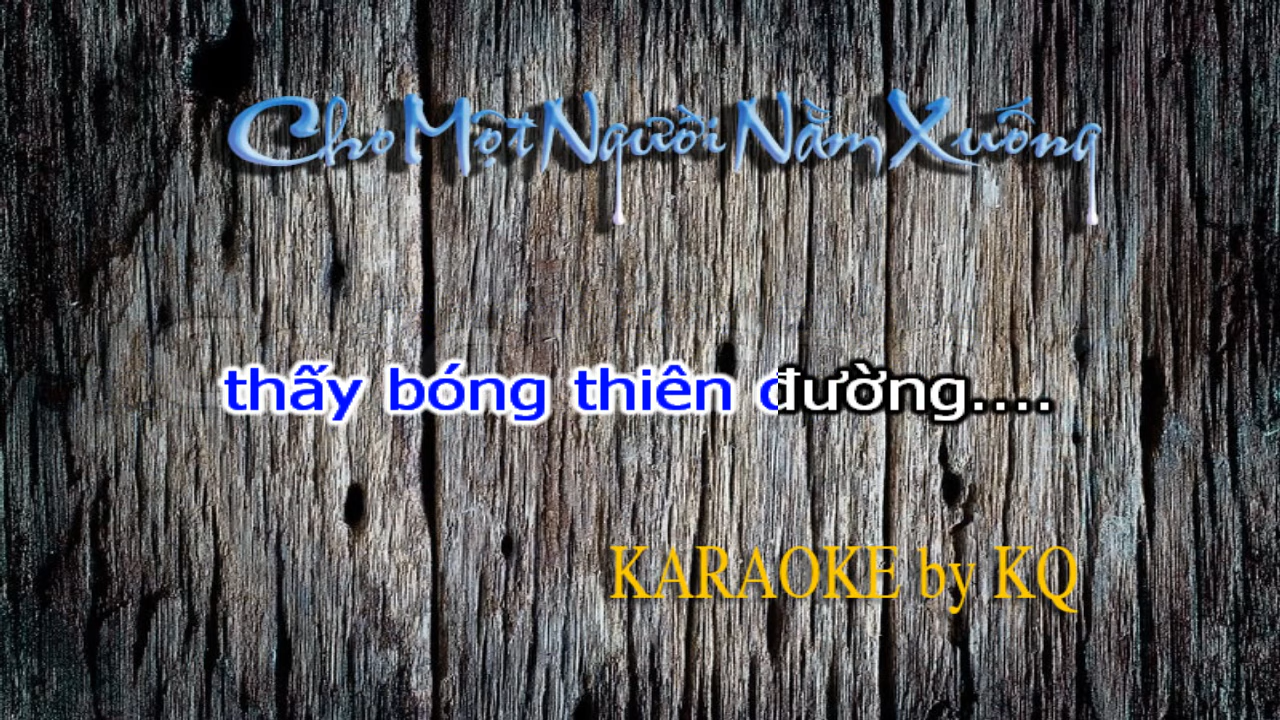 Cho Một Người Nằm Xuống
thấy bóng thiên đường....
KARAOKE by KQ